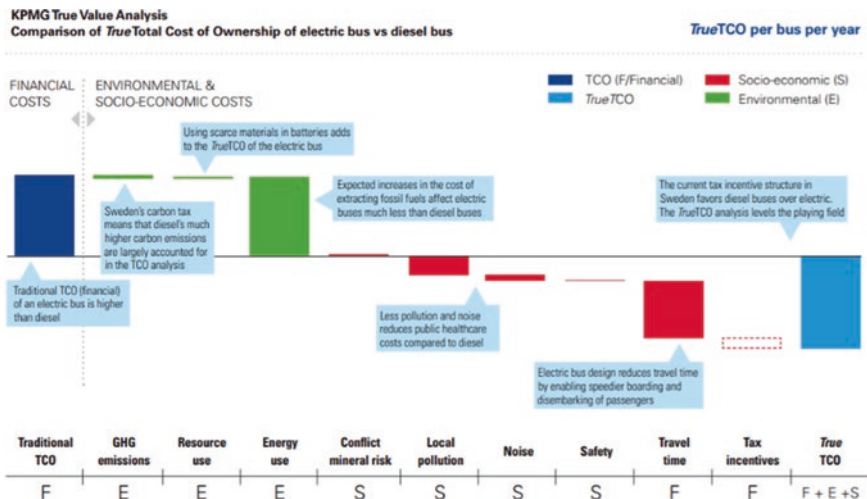 KPMG True Value Analysis
Comparison of True Total Cost of Ownership of electric bus vs diesel bus
TrueTCO per bus per year
FINANCIAL
COSTS
ENVIRONMENTAL &
SOCIO-ECONOMIC COSTS
TCO (F/Financial)
Socio-economic (S)
TrueTCO
Environmental (E)
Using scarce materials in batteries adds
to the TrueTCO of the electric bus
Expected increases in the cost of
extracting fossil fuels affect electric
buses much less than diesel buses
The current tax incentive structure in
Sweden favors diesel buses over electric.
The TrueTCO analysis levels the playing field
Sweden's carbon tax
means that diesel's much
higher carbon emissions
are largely accounted for
in the TCO analysis
Traditional TCO (financial)
of an electric bus is higher
than diesel
Less pollution and noise
reduces public healthcare
costs compared to diesel
Electric bus design reduces travel time
by enabling speedier boarding and
disembarking of passengers
Traditional
TCO
GHG
emissions
Resource
use
Energy
use
Conflict
mineral risk
Local
pollution
Noise
Safety
Travel
time
Tax
incentives
True
TCO
F E E E S S S S F F F + E +S